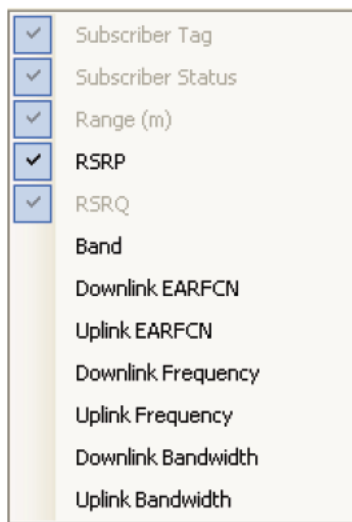 Subscriber Tag
Subscriber Status
Range (m)
RSRP
RSRQ
Band
Downlink EARFCN
Uplink EARFCN
Downlink Frequency
Uplink Frequency
Downlink Bandwidth
Uplink Bandwidth